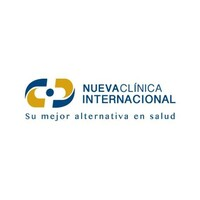 NUEVACLÍNICA
INTERNACIONAL
Su mejor alternativa en salud